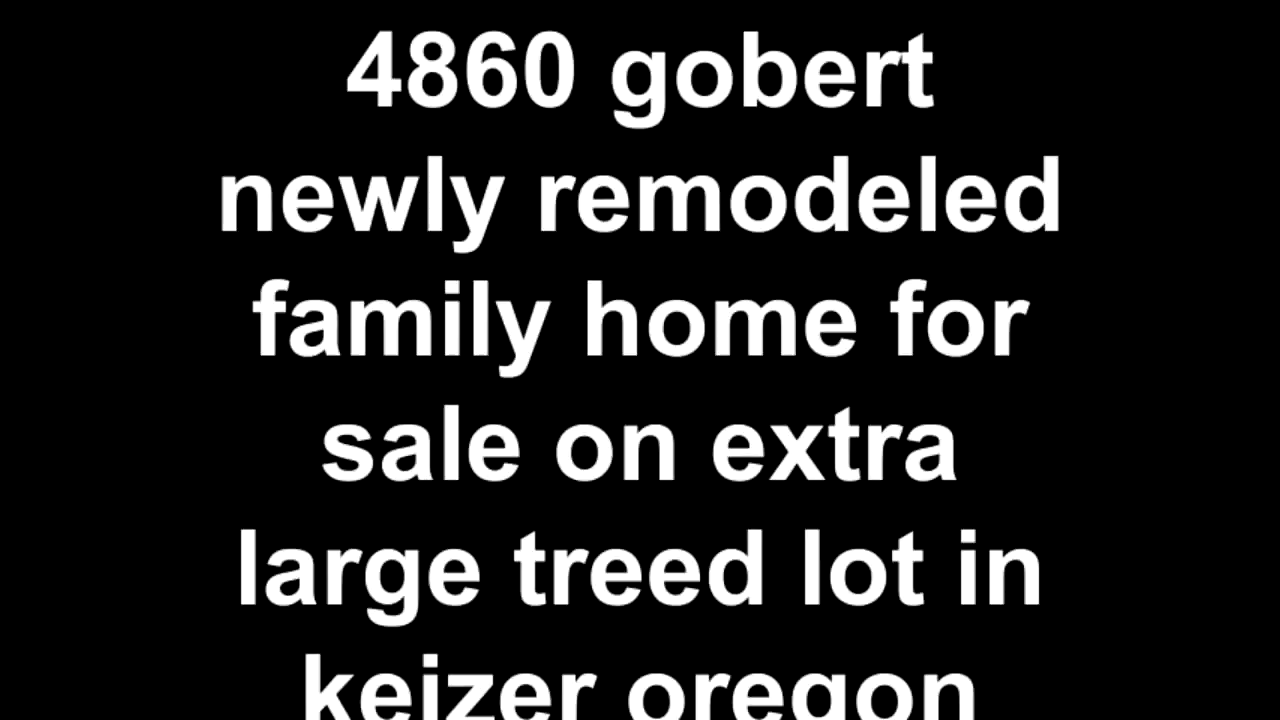 4860 gobert
newly remodeled
family home for
sale on extra
large treed lot in
keizer oregon